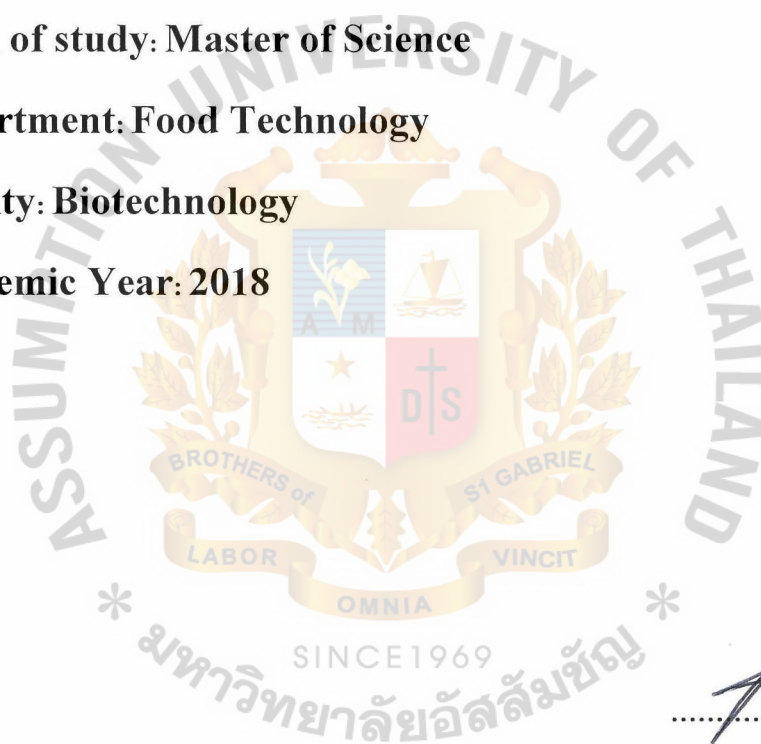 of study: Master of Science
rtment: Food Technology
ty: Biotechnology
emic Year: 2018
ASSUMPTION UNIVERSITY OF THAILAND
A M
D S
BROTHERS of ST GABRIEL
LABOR OMNIA VINCIT
SINCE1969
* มหาวิทยาลัยอัสสัมชัญ *